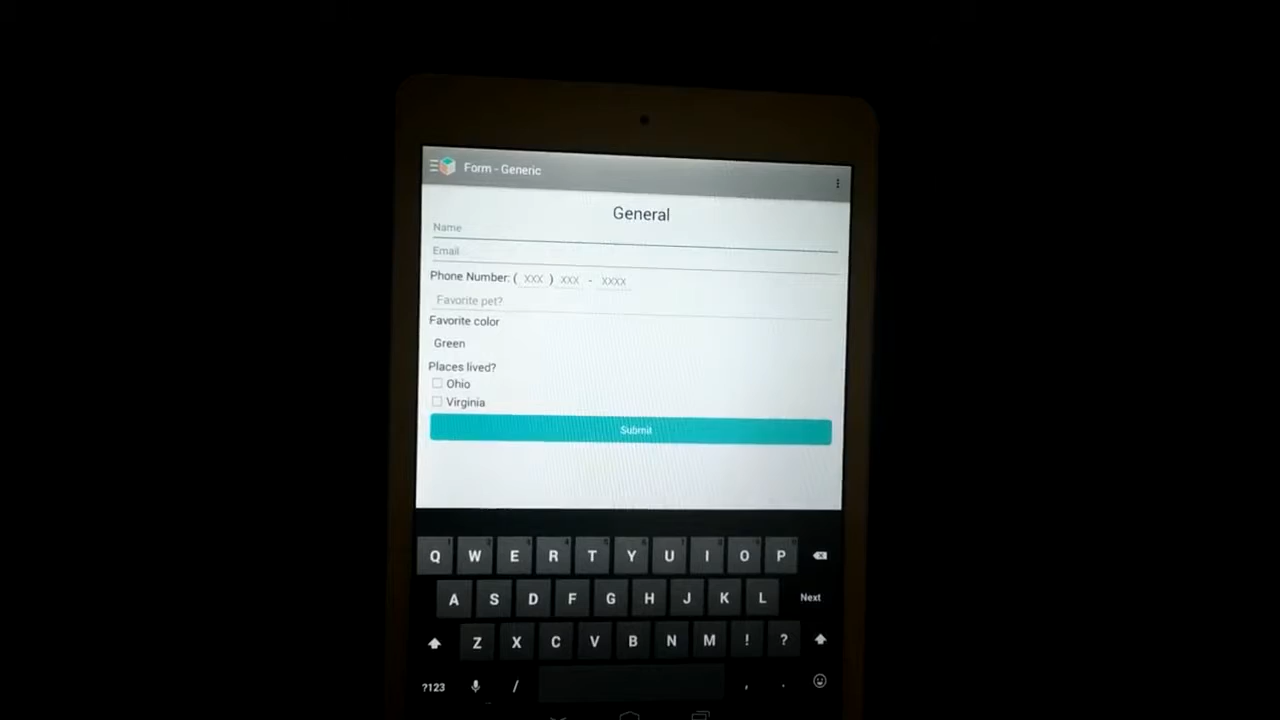 Form - Generic
General
Name
Email
Phone Number: ( XXX ) XXX - XXXX
Favorite pet?
Favorite color
Green
Places lived?
Ohio
Virginia
Submit
Q W E R T Y U I O P
A S D F G H J K L Next
Z X C V B N M ! ?
?123 / , .